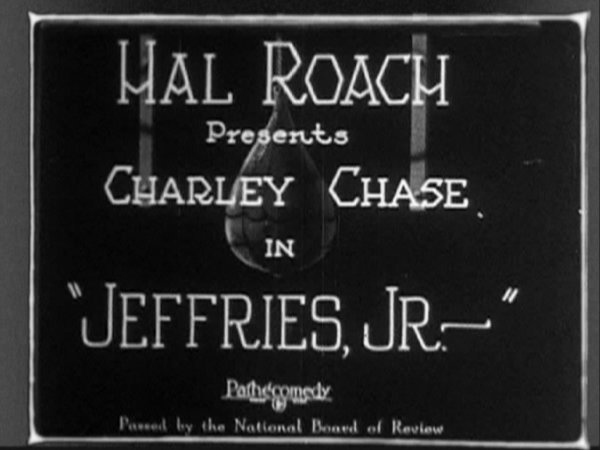 HAL ROACH
Presents
CHARLEY CHASE
IN
"JEFFRIES, JR.—"
Pathécomedy
Passed by the National Board of Review